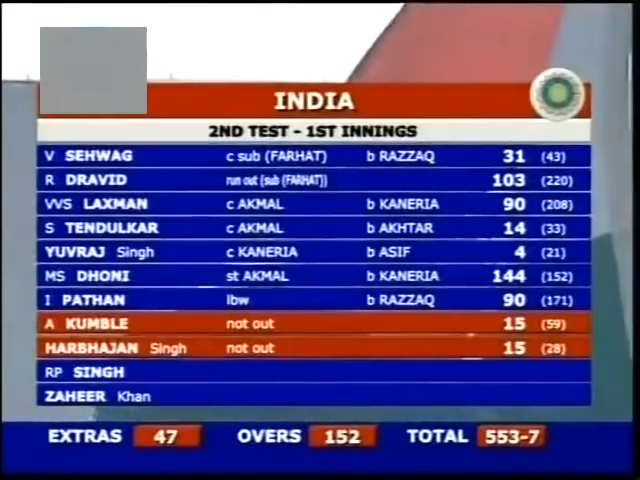 INDIA
2ND TEST - 1ST INNINGS
V SEHWAG c sub (FARHAT) b RAZZAQ 31 (43)
R DRAVID run out (sub (FARHAT)) 103 (220)
VVS LAXMAN c AKMAL b KANERIA 90 (208)
S TENDULKAR c AKMAL b AKHTAR 14 (33)
YUVRAJ Singh c KANERIA b ASIF 4 (21)
MS DHONI st AKMAL b KANERIA 144 (152)
I PATHAN lbw b RAZZAQ 90 (171)
A KUMBLE not out 15 (59)
HARBHAJAN Singh not out 15 (28)
RP SINGH
ZAHEER Khan
EXTRAS 47 OVERS 152 TOTAL 553-7